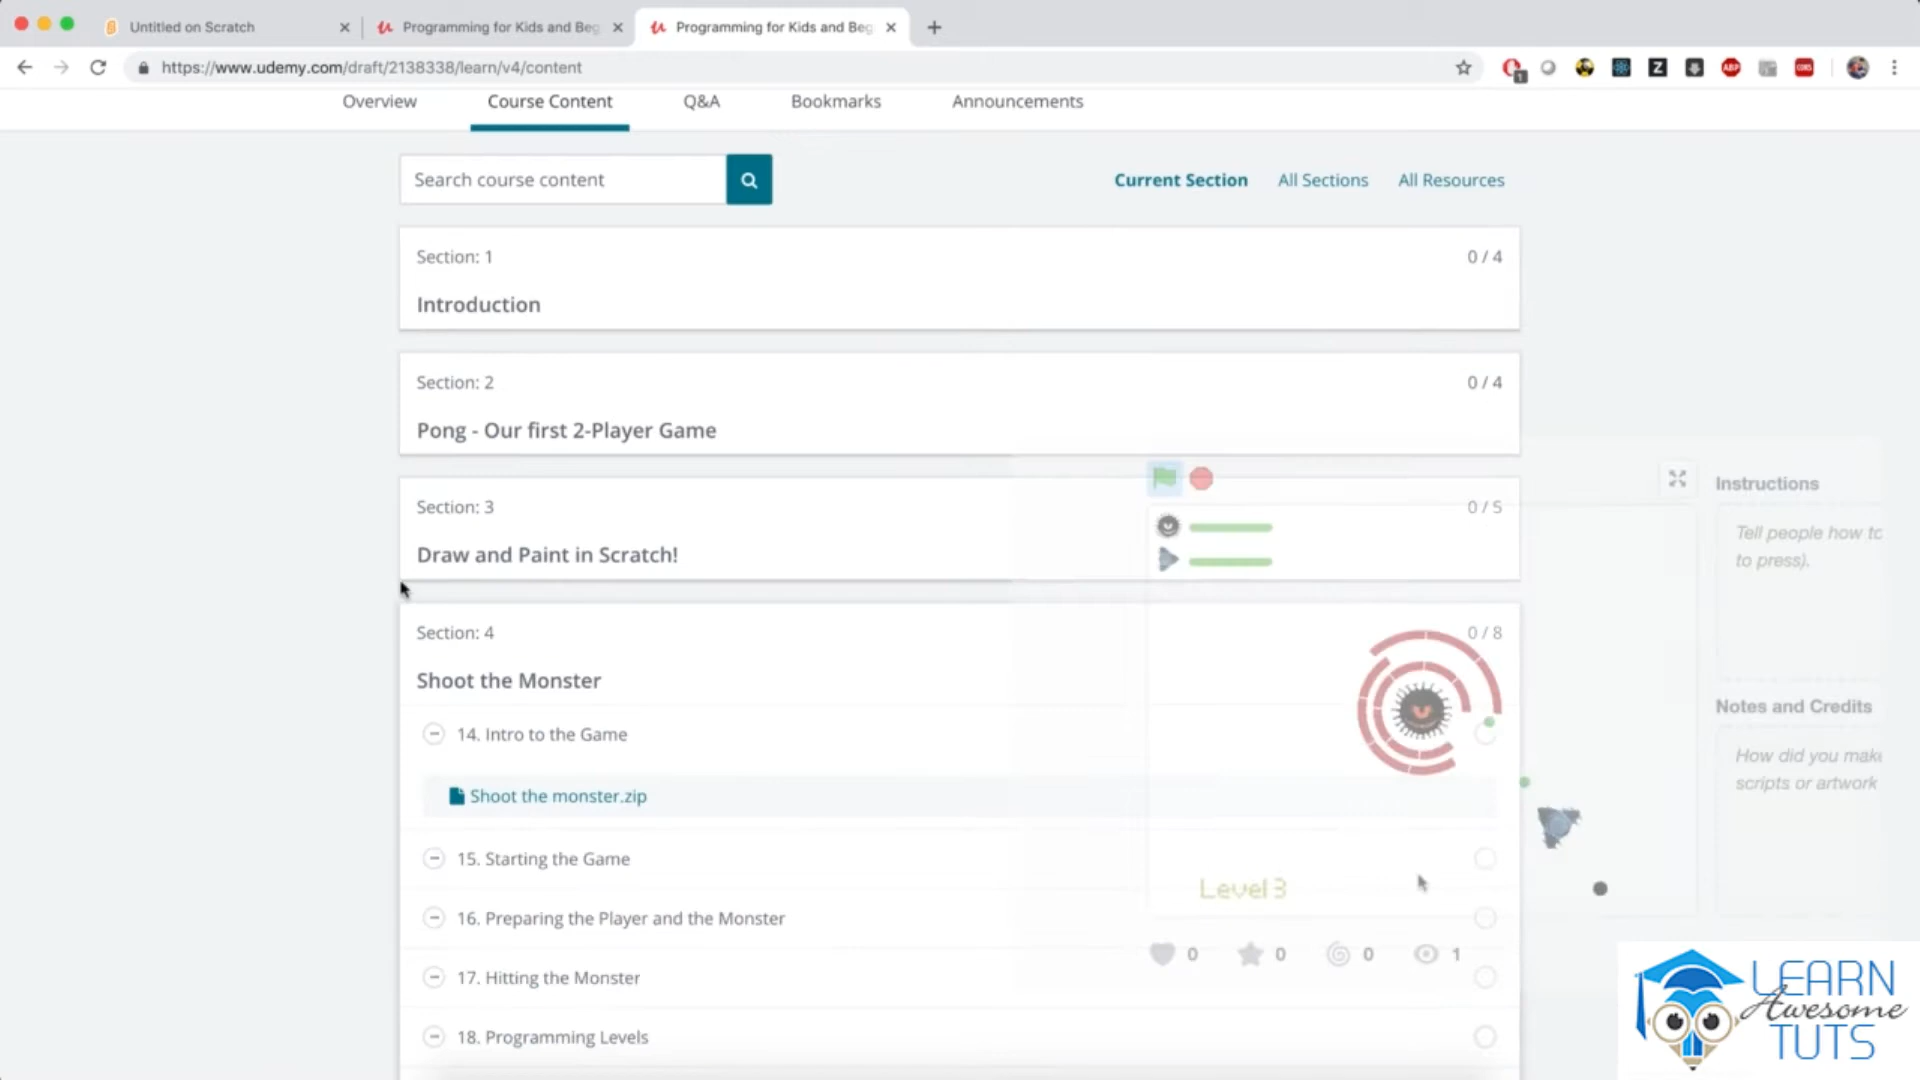 Untitled on Scratch
Programming for Kids and Beg
Programming for Kids and Beg
https://www.udemy.com/draft/2138338/learn/v4/content
1
ABP
CORS
Z
Overview
Course Content
Q&A
Bookmarks
Announcements
Search course content
Current Section
All Sections
All Resources
Section: 1
0 / 4
Introduction
Section: 2
0 / 4
Pong - Our first 2-Player Game
Section: 3
0 / 5
Draw and Paint in Scratch!
Instructions
Tell people how to
to press).
Section: 4
0 / 8
Shoot the Monster
Notes and Credits
How did you make
scripts or artwork
14. Intro to the Game
Shoot the monster.zip
15. Starting the Game
Level 3
16. Preparing the Player and the Monster
0
0
0
1
17. Hitting the Monster
18. Programming Levels
LEARN
Awesome
TUTS